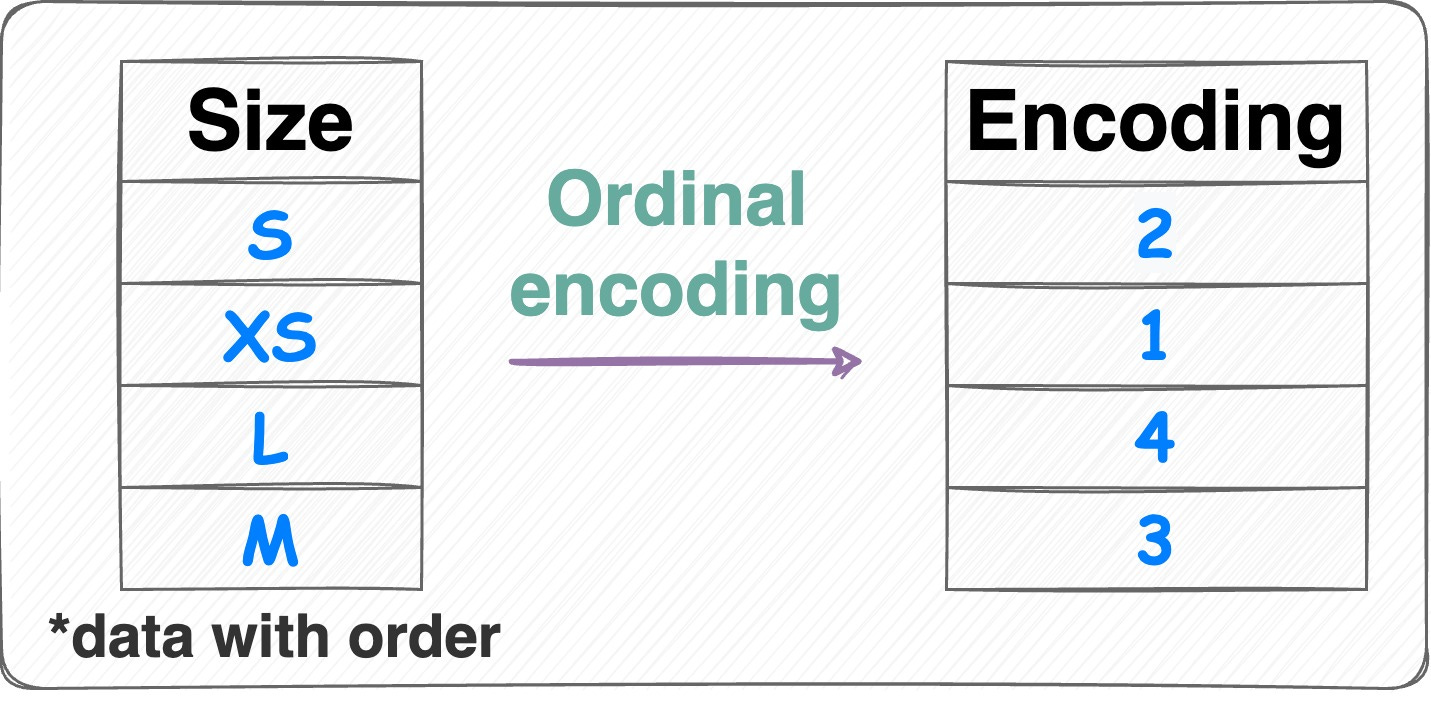 Size
S
XS
L
M
Ordinal
encoding
Encoding
2
1
4
3
*data with order